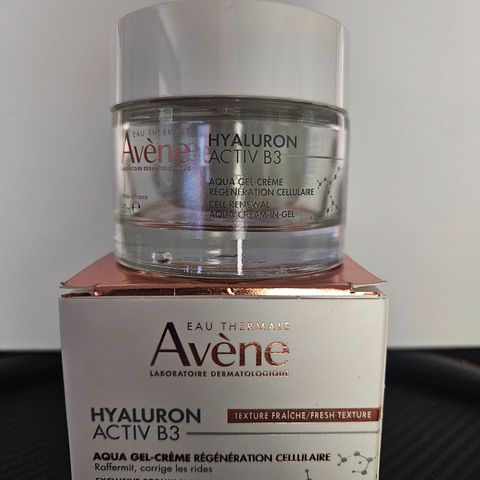 EAU THERMALE
Avène
LABORATOIRE DERMATOLOGIQUE
HYALURON
ACTIV B3
AQUA GEL-CRÈME
RÉGÉNÉRATION CELLULAIRE
CELL RENEWAL
AQUA CREAM-IN-GEL
EAU THERMALE
Avène
LABORATOIRE DERMATOLOGIQUE
HYALURON
ACTIV B3
TEXTURE FRAÎCHE/FRESH TEXTURE
AQUA GEL-CRÈME RÉGÉNÉRATION CELLULAIRE
Raffermit, corrige les rides